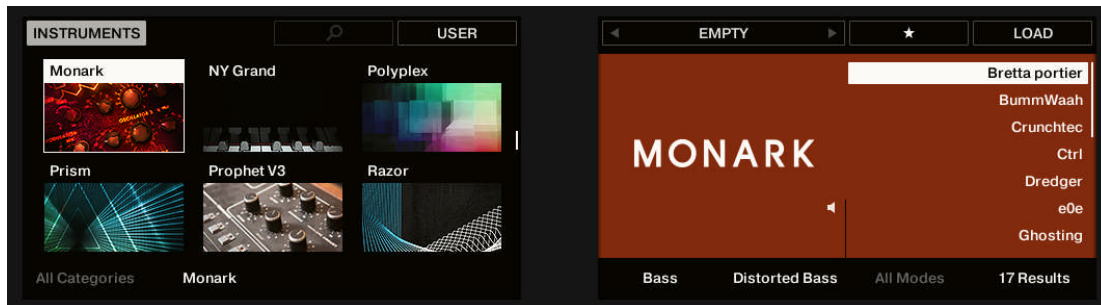 INSTRUMENTS USER
Monark NY Grand Polyplex
Prism Prophet V3 Razor
All Categories Monark
EMPTY ★ LOAD
MONARK
Bretta portier
BummWaah
Crunchtec
Ctrl
Dredger
e0e
Ghosting
Bass Distorted Bass All Modes 17 Results